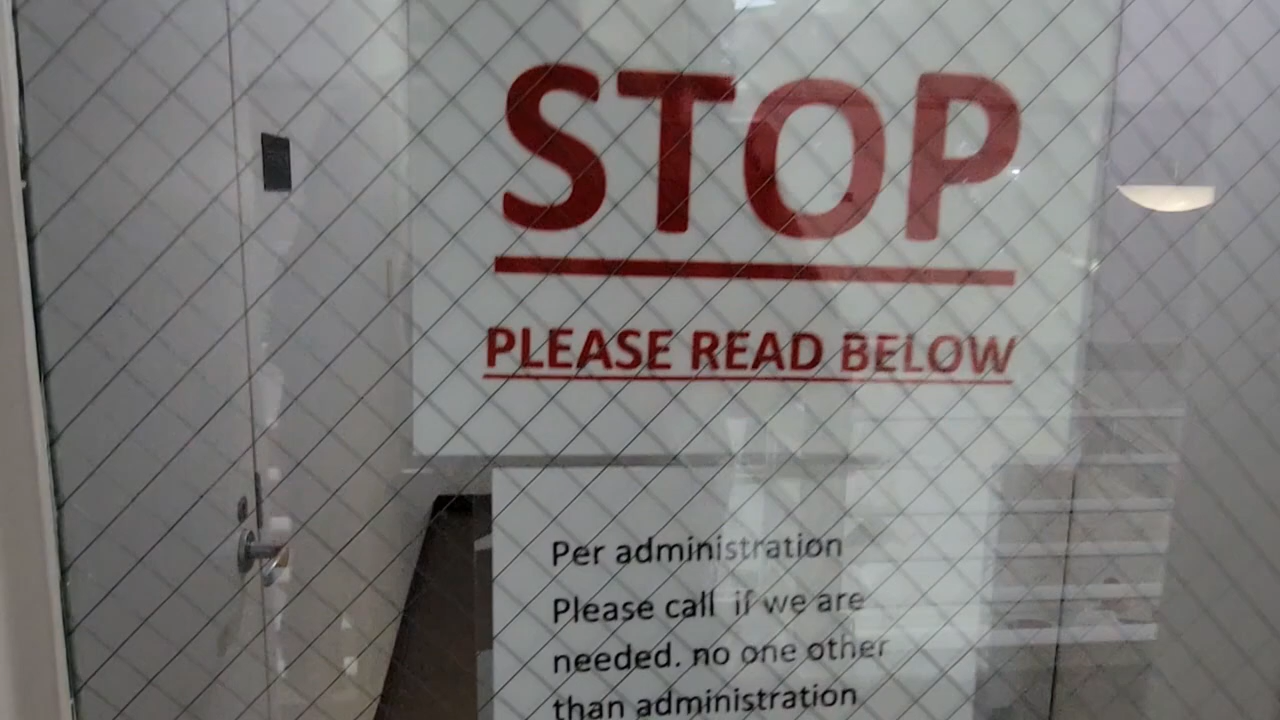 STOP
PLEASE READ BELOW
Per administration
Please call if we are
needed. no one other
than administration